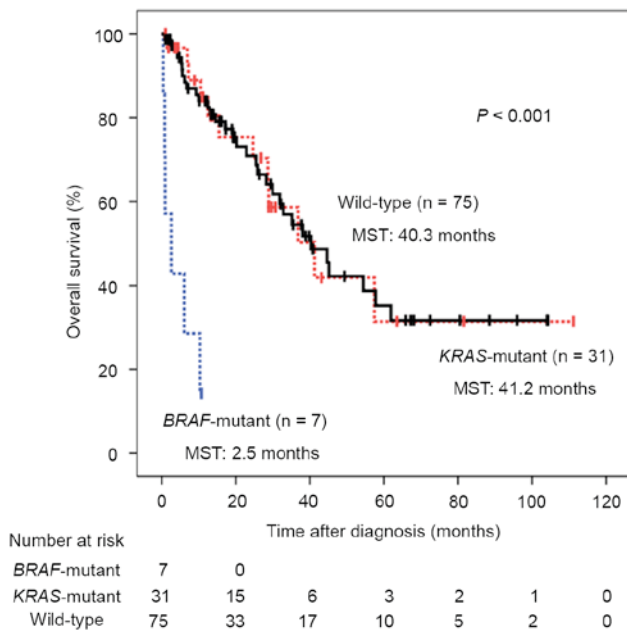 100
80
60
40
20
0
Overall survival (%)
P < 0.001
Wild-type (n = 75)
MST: 40.3 months
KRAS-mutant (n = 31)
MST: 41.2 months
BRAF-mutant (n = 7)
MST: 2.5 months
0 20 40 60 80 100 120
Time after diagnosis (months)
Number at risk
BRAF-mutant 7 0
KRAS-mutant 31 15 6 3 2 1 0
Wild-type 75 33 17 10 5 2 0